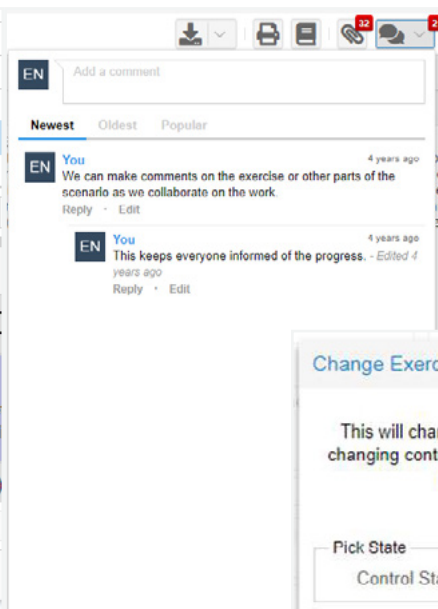 32
2
EN
Add a comment
Newest Oldest Popular
EN
You 4 years ago
We can make comments on the exercise or other parts of the
scenario as we collaborate on the work.
Reply · Edit
EN
You 4 years ago
This keeps everyone informed of the progress. - Edited 4
years ago
Reply · Edit
Change Exerc
This will char
changing cont
Pick State
Control Sta